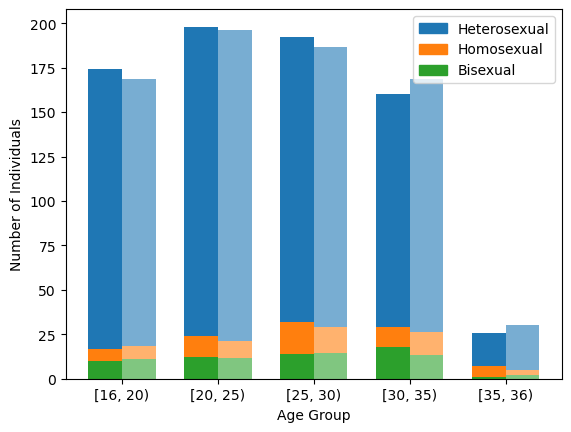 200
175
150
125
100
75
50
25
0
Number of Individuals
Heterosexual
Homosexual
Bisexual
[16, 20)
[20, 25)
[25, 30)
[30, 35)
[35, 36)
Age Group